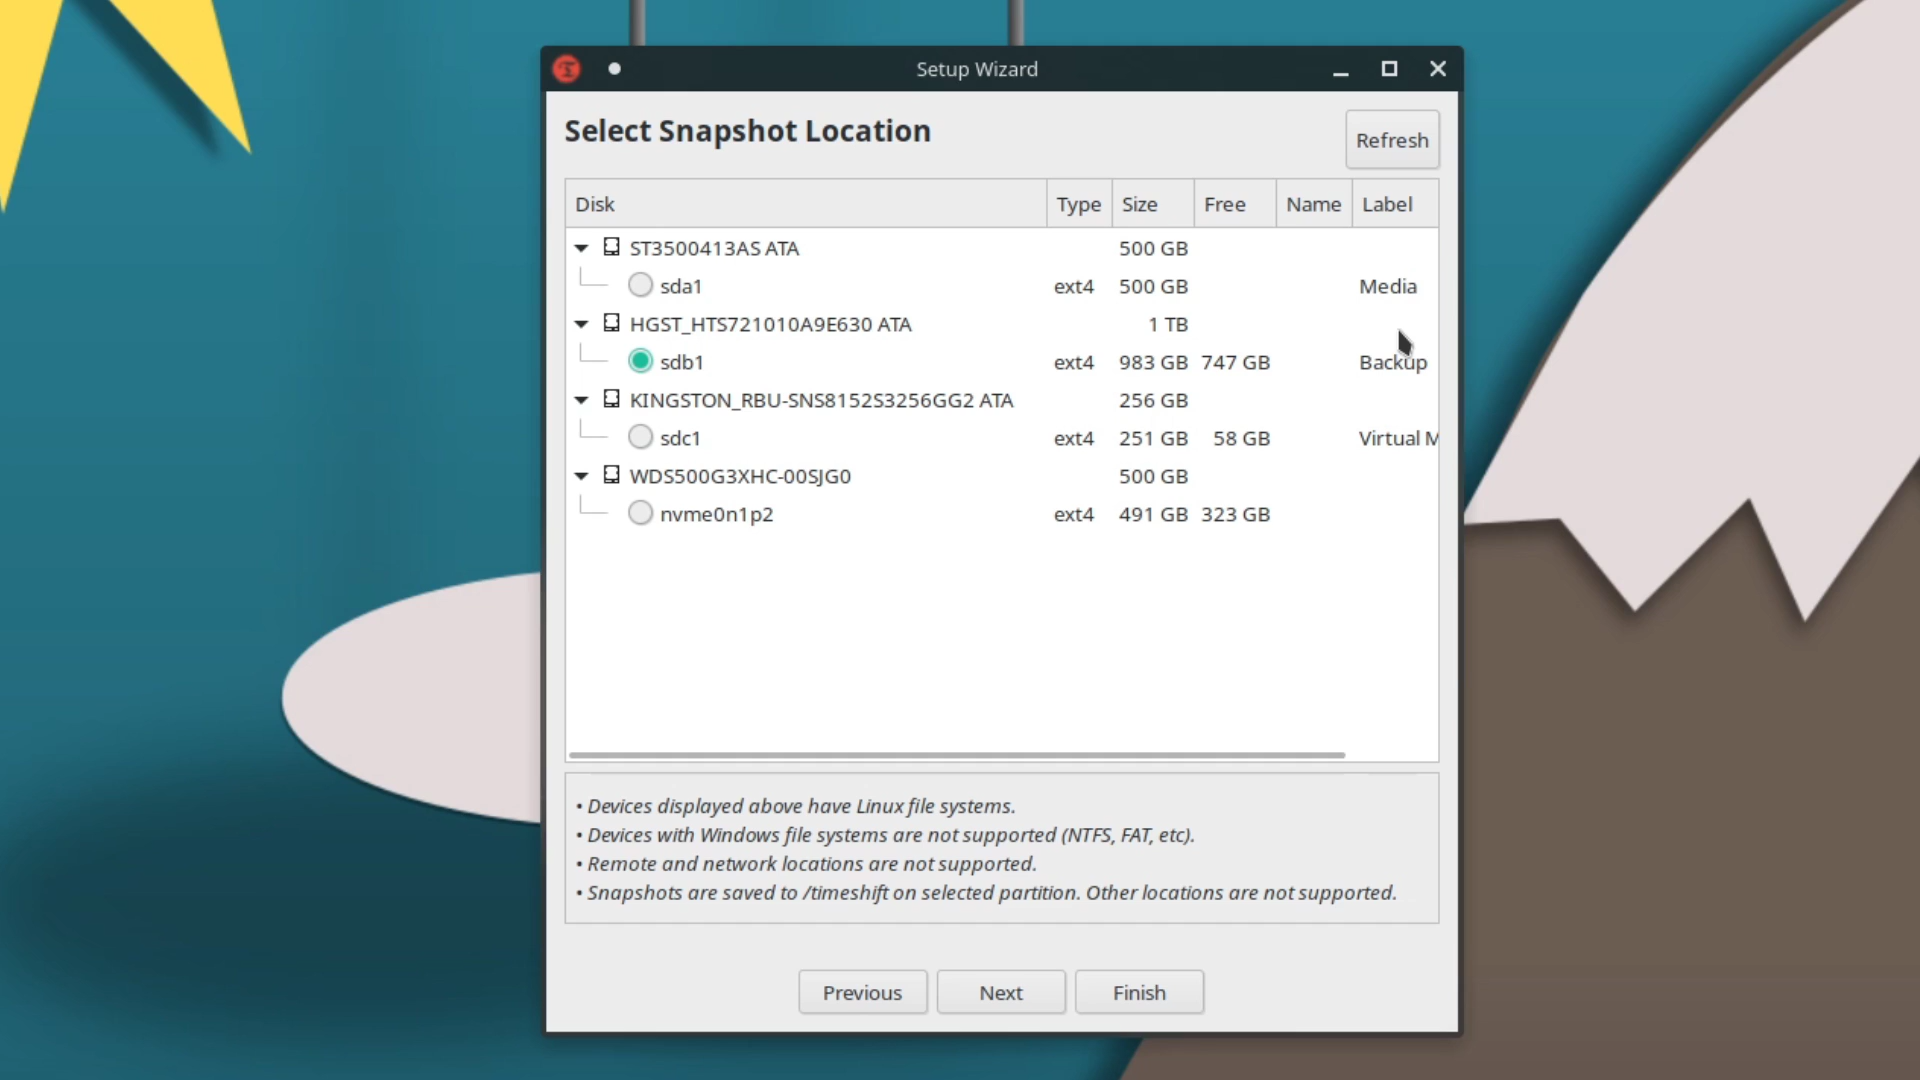 Setup Wizard
Select Snapshot Location
Refresh
Disk Type Size Free Name Label
ST3500413AS ATA 500 GB
sda1 ext4 500 GB Media
HGST_HTS721010A9E630 ATA 1 TB
sdb1 ext4 983 GB 747 GB Backup
KINGSTON_RBU-SNS8152S3256GG2 ATA 256 GB
sdc1 ext4 251 GB 58 GB Virtual M
WDS500G3XHC-00SJG0 500 GB
nvme0n1p2 ext4 491 GB 323 GB
• Devices displayed above have Linux file systems.
• Devices with Windows file systems are not supported (NTFS, FAT, etc).
• Remote and network locations are not supported.
• Snapshots are saved to /timeshift on selected partition. Other locations are not supported.
Previous Next Finish